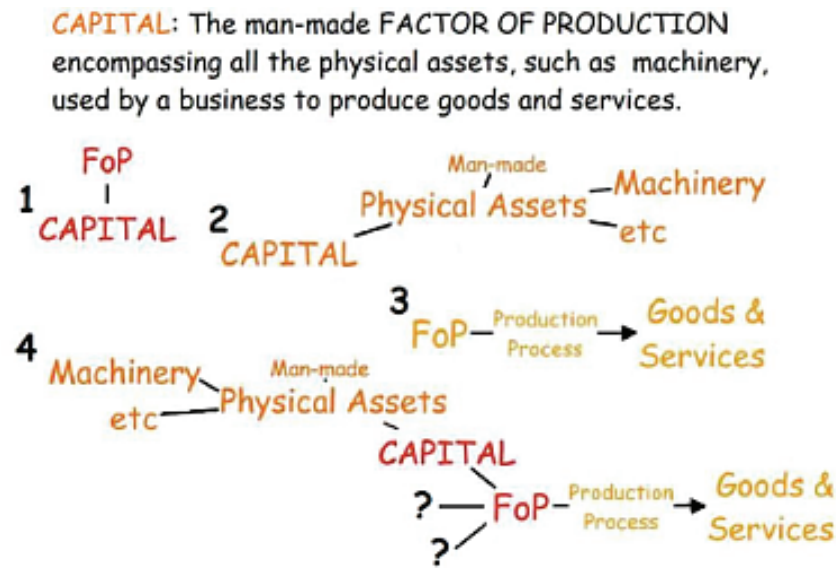 CAPITAL: The man-made FACTOR OF PRODUCTION
encompassing all the physical assets, such as machinery,
used by a business to produce goods and services.
1
FoP
CAPITAL
2
Man-made
Physical Assets
Machinery
etc
CAPITAL
3
FoP
Production
Process
Goods &
Services
4
Machinery
etc
Man-made
Physical Assets
CAPITAL
?
?
FoP
Production
Process
Goods &
Services